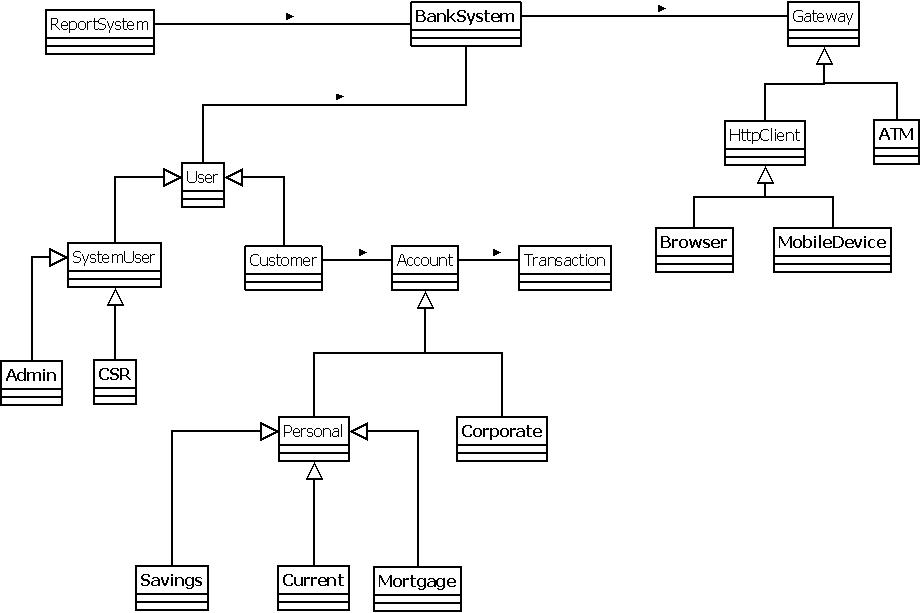 ReportSystem
BankSystem
Gateway
HttpClient
ATM
User
Browser
MobileDevice
SystemUser
Customer
Account
Transaction
Admin
CSR
Personal
Corporate
Savings
Current
Mortgage